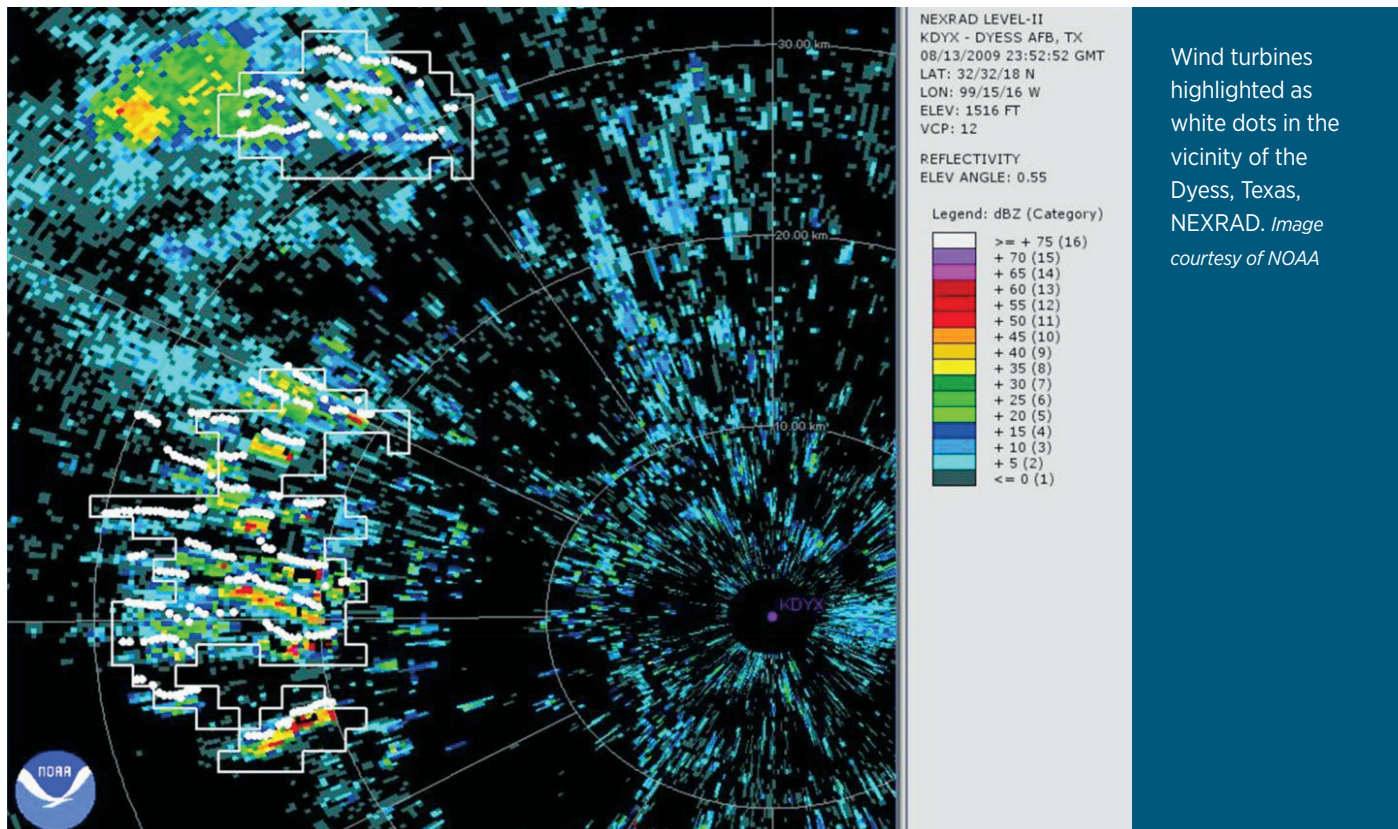 30.00 km
20.00 km
10.00 km
KDYX
NOAA
NEXRAD LEVEL-II
KDYX - DYESS AFB, TX
08/13/2009 23:52:52 GMT
LAT: 32/32/18 N
LON: 99/15/16 W
ELEV: 1516 FT
VCP: 12
REFLECTIVITY
ELEV ANGLE: 0.55
Legend: dBZ (Category)
>= + 75 (16)
+ 70 (15)
+ 65 (14)
+ 60 (13)
+ 55 (12)
+ 50 (11)
+ 45 (10)
+ 40 (9)
+ 35 (8)
+ 30 (7)
+ 25 (6)
+ 20 (5)
+ 15 (4)
+ 10 (3)
+ 5 (2)
<= 0 (1)
Wind turbines
highlighted as
white dots in the
vicinity of the
Dyess, Texas,
NEXRAD. Image
courtesy of NOAA